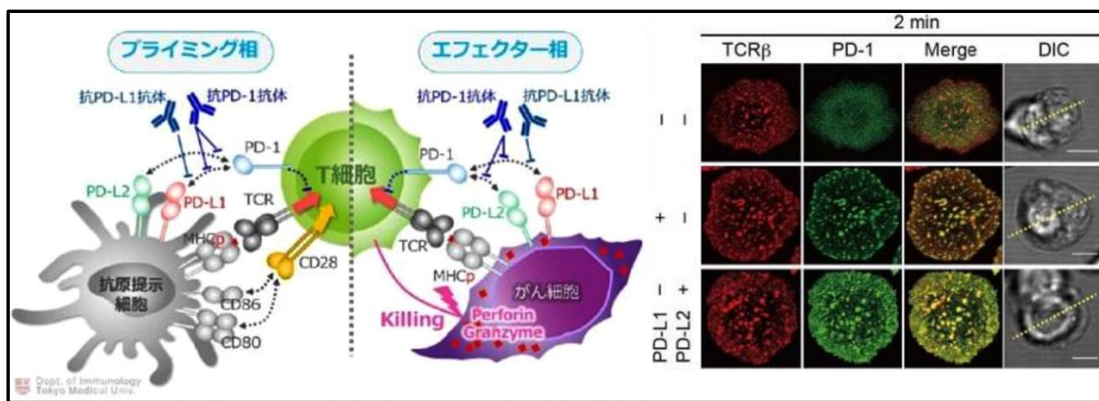 プライミング相
エフェクター相
抗PD-L1抗体
抗PD-1抗体
抗PD-1抗体
抗PD-L1抗体
PD-1
T細胞
PD-1
PD-L2
PD-L1
TCR
MHCp
CD28
抗原提示
細胞
CD86
CD80
PD-L1
PD-L2
TCR
MHCp
がん細胞
Killing
Perforin
Granzyme
Dept. of Immunology
Tokyo Medical Univ.
2 min
TCRβ PD-1 Merge DIC
− −
+ −
− +
PD-L1
PD-L2